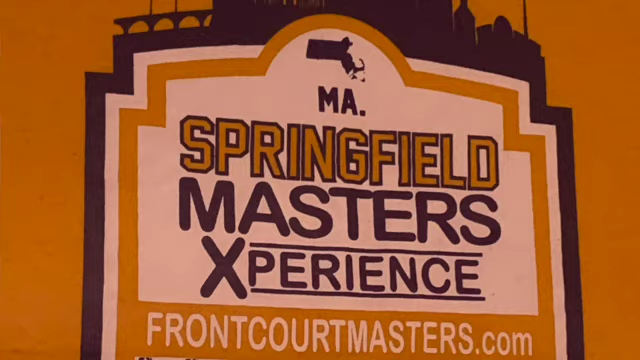 MA.
SPRINGFIELD
MASTERS
XPERIENCE
FRONTCOURTMASTERS.com